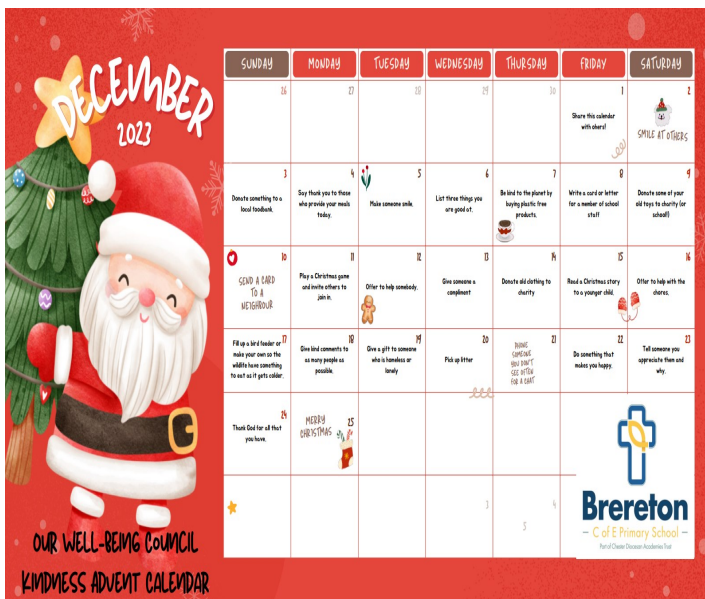 DECEMBER
2023
SUNDAY MONDAY TUESDAY WEDNESDAY THURSDAY FRIDAY SATURDAY
26 27 28 29 30 1 2
Share this calendar
with ohers!
SMILE AT OTHERS
3 4 5 6 7 8 9
Donate something to a
local foodbank.
Say thank you to those
who provide your meals
today.
Make someone smile.
List three things you
are good at.
Be kind to the planet by
buying plastic free
products.
Write a card or letter
for a member of school
staff
Donate some of your
old toys to charity (or
school!)
10 11 12 13 14 15 16
SEND A CARD
TO A
NEIGHBOUR
Play a Christmas game
and invite others to
join in.
Offer to help somebody.
Give someone a
compliment
Donate old clothing to
charity
Read a Christmas story
to a younger child.
Offer to help with the
chores.
17 18 19 20 21 22 23
Fill up a bird feeder or
make your own so the
wildlife have something
to eat as it gets colder.
Give kind comments to
as many people as
possible.
Give a gift to someone
who is homeless or
lonely
Pick up litter
PHONE
SOMEONE
YOU DON'T
SEE OFTEN
FOR A CHAT
Do something that
makes you happy.
Tell someone you
appreciate them and
why.
24 25
Thank God for all that
you have.
MERRY
CHRISTMAS
3 4
5
Brereton
C of E Primary School
Part of Chester Diocesan Academies Trust
OUR WELL-BEING COUNCIL
KINDNESS ADVENT CALENDAR